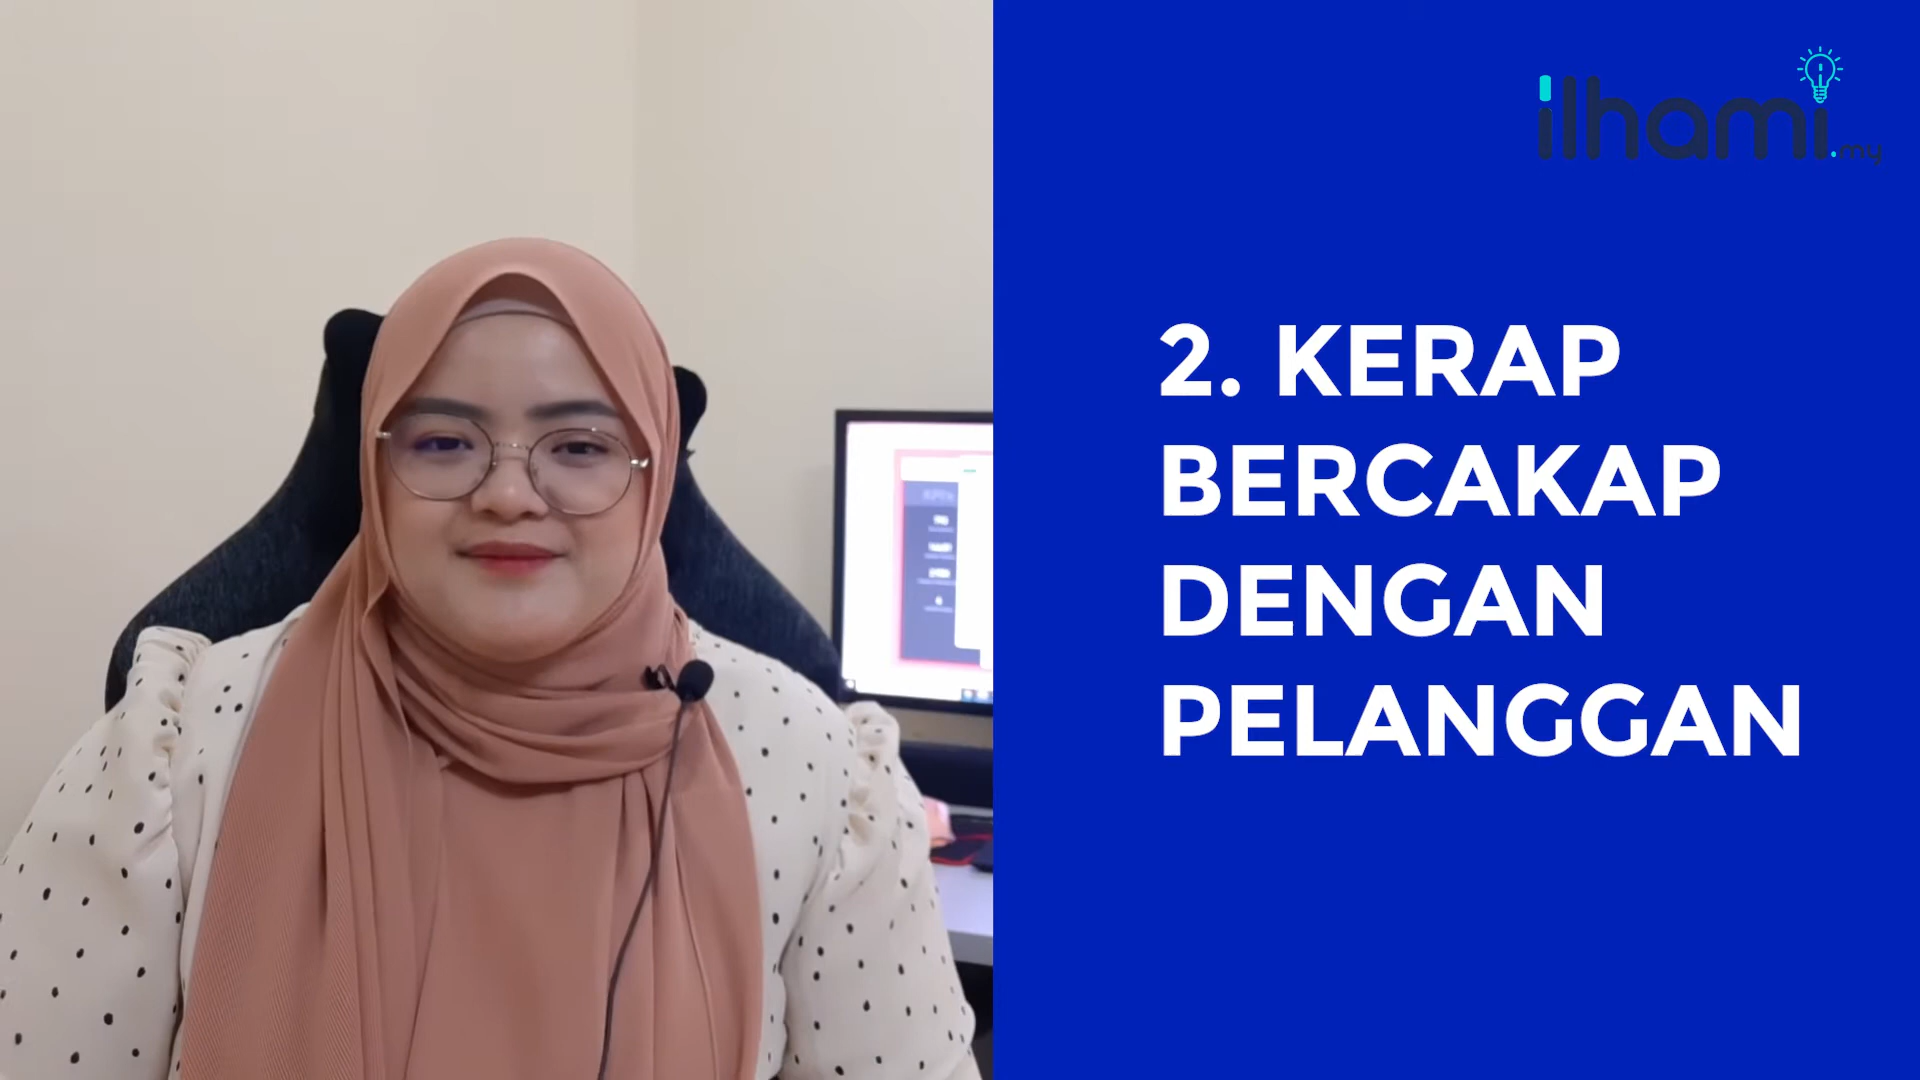 ilhami.my
2. KERAP
BERCAKAP
DENGAN
PELANGGAN